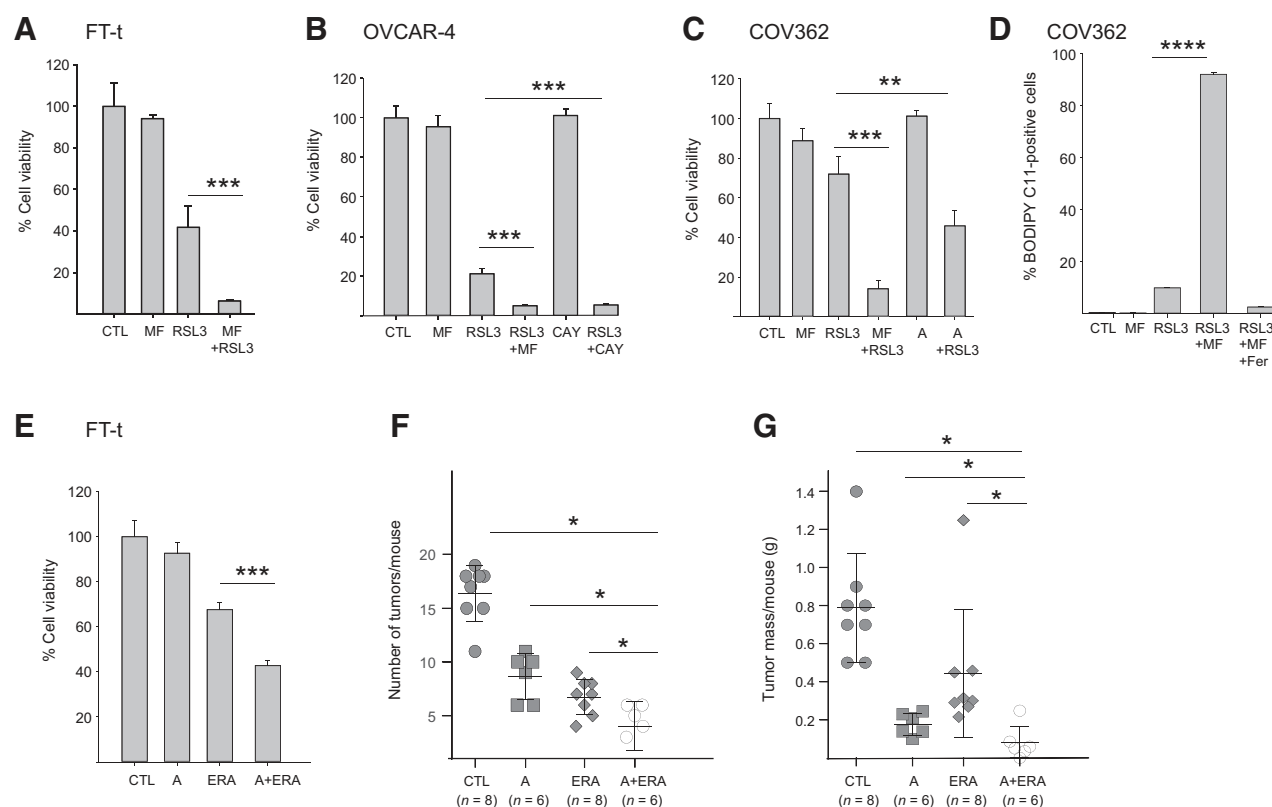 A FT-t
120
100
80
60
40
20
% Cell viability
***
CTL MF RSL3 MF
+RSL3
B OVCAR-4
120
100
80
60
40
20
% Cell viability
***
***
CTL MF RSL3 RSL3 CAY RSL3
+MF +CAY
C COV362
120
100
80
60
40
20
% Cell viability
**
***
CTL MF RSL3 MF A A
+RSL3 +RSL3
D COV362
100
80
60
40
20
% BODIPY C11-positive cells
****
CTL MF RSL3 RSL3 RSL3
+MF +MF
+Fer
E FT-t
120
100
80
60
40
20
% Cell viability
***
CTL A ERA A+ERA
F
20
15
10
5
Number of tumors/mouse
*
*
*
CTL A ERA A+ERA
(n = 8) (n = 6) (n = 8) (n = 6)
G
1.4
1.2
1.0
0.8
0.6
0.4
0.2
Tumor mass/mouse (g)
*
*
*
CTL A ERA A+ERA
(n = 8) (n = 6) (n = 8) (n = 6)